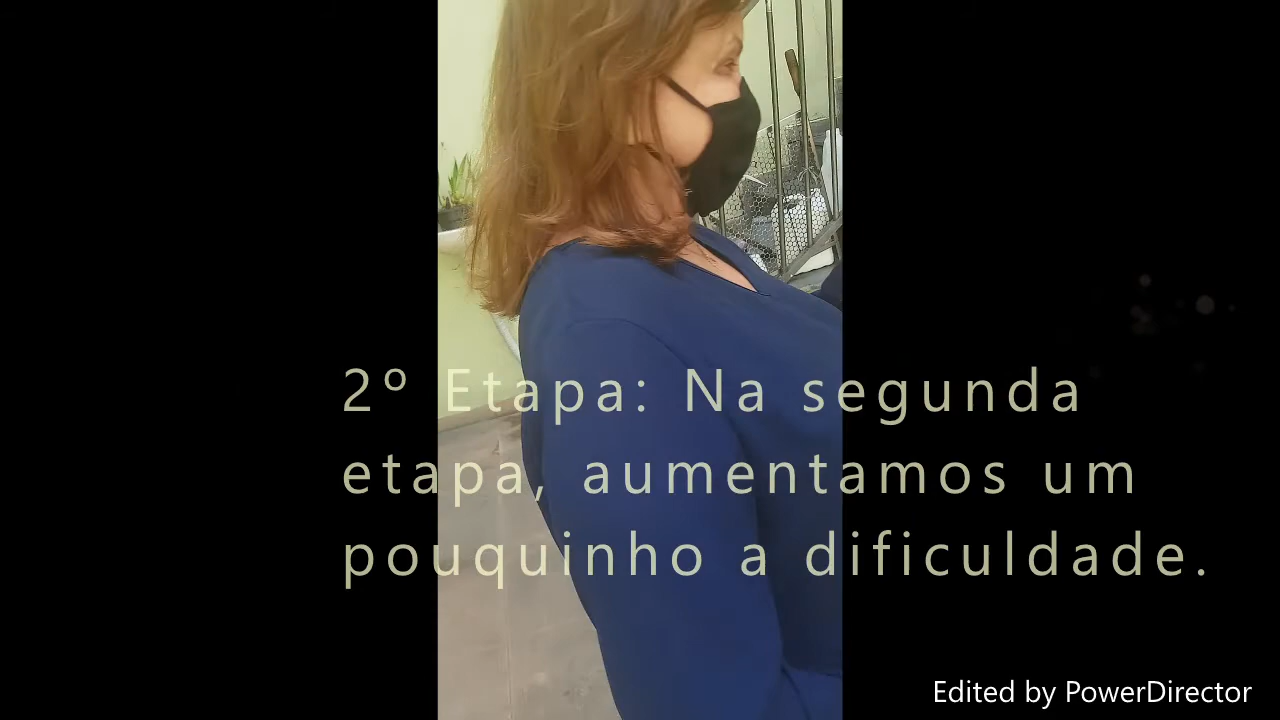 2º Etapa: Na segunda
etapa, aumentamos um
pouquinho a dificuldade.
Edited by PowerDirector